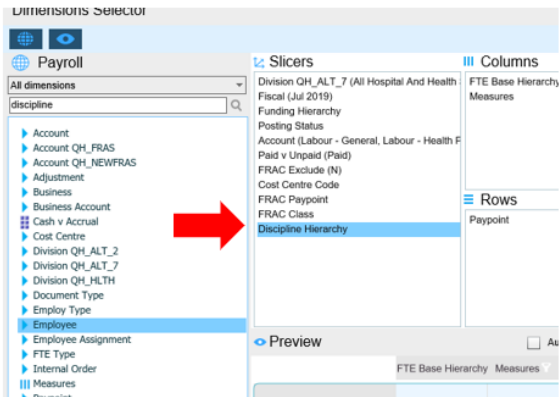 Dimensions Selector
Payroll
All dimensions
discipline
Account
Account QH_FRAS
Account QH_NEWFRAS
Adjustment
Business
Business Account
Cash v Accrual
Cost Centre
Division QH_ALT_2
Division QH_ALT_7
Division QH_HLTH
Document Type
Employ Type
Employee
Employee Assignment
FTE Type
Internal Order
Measures
Paypoint
Slicers
Division QH_ALT_7 (All Hospital And Health
Fiscal (Jul 2019)
Funding Hierarchy
Posting Status
Account (Labour - General, Labour - Health P
Paid v Unpaid (Paid)
FRAC Exclude (N)
Cost Centre Code
FRAC Paypoint
FRAC Class
Discipline Hierarchy
Columns
FTE Base Hierarchy
Measures
Rows
Paypoint
Preview
Au
FTE Base Hierarchy Measures